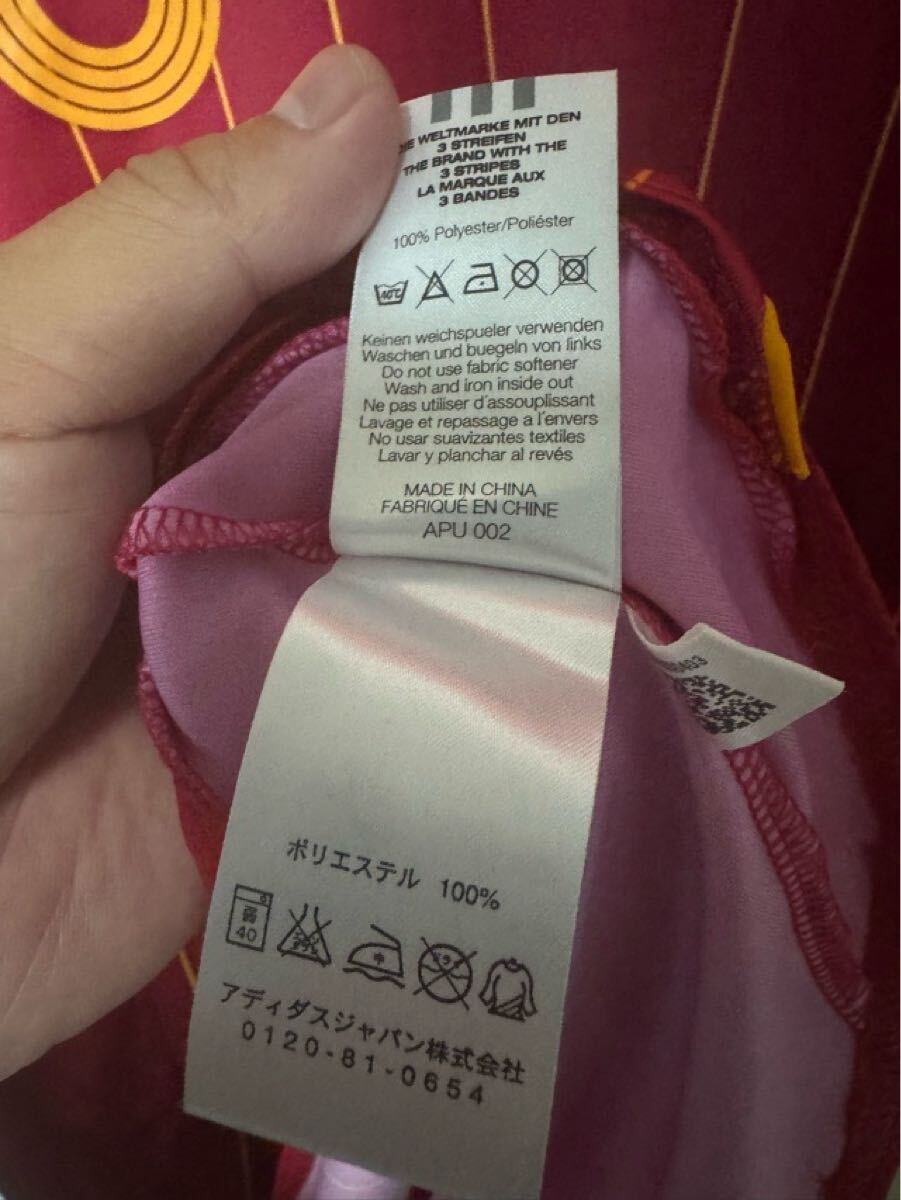 WELTMARKE MIT DEN
3 STREIFEN
THE BRAND WITH THE
3 STRIPES
LA MARQUE AUX
3 BANDES
100% Polyester/Poliéster
40°C
Keinen weichspueler verwenden
Waschen und buegeln von links
Do not use fabric softener
Wash and iron inside out
Ne pas utiliser d'assouplissant
Lavage et repassage a l'envers
No usar suavizantes textiles
Lavar y planchar al revés
MADE IN CHINA
FABRIQUÉ EN CHINE
APU 002
ポリエステル 100%
弱
40
中
アディダスジャパン株式会社
0120-81-0654